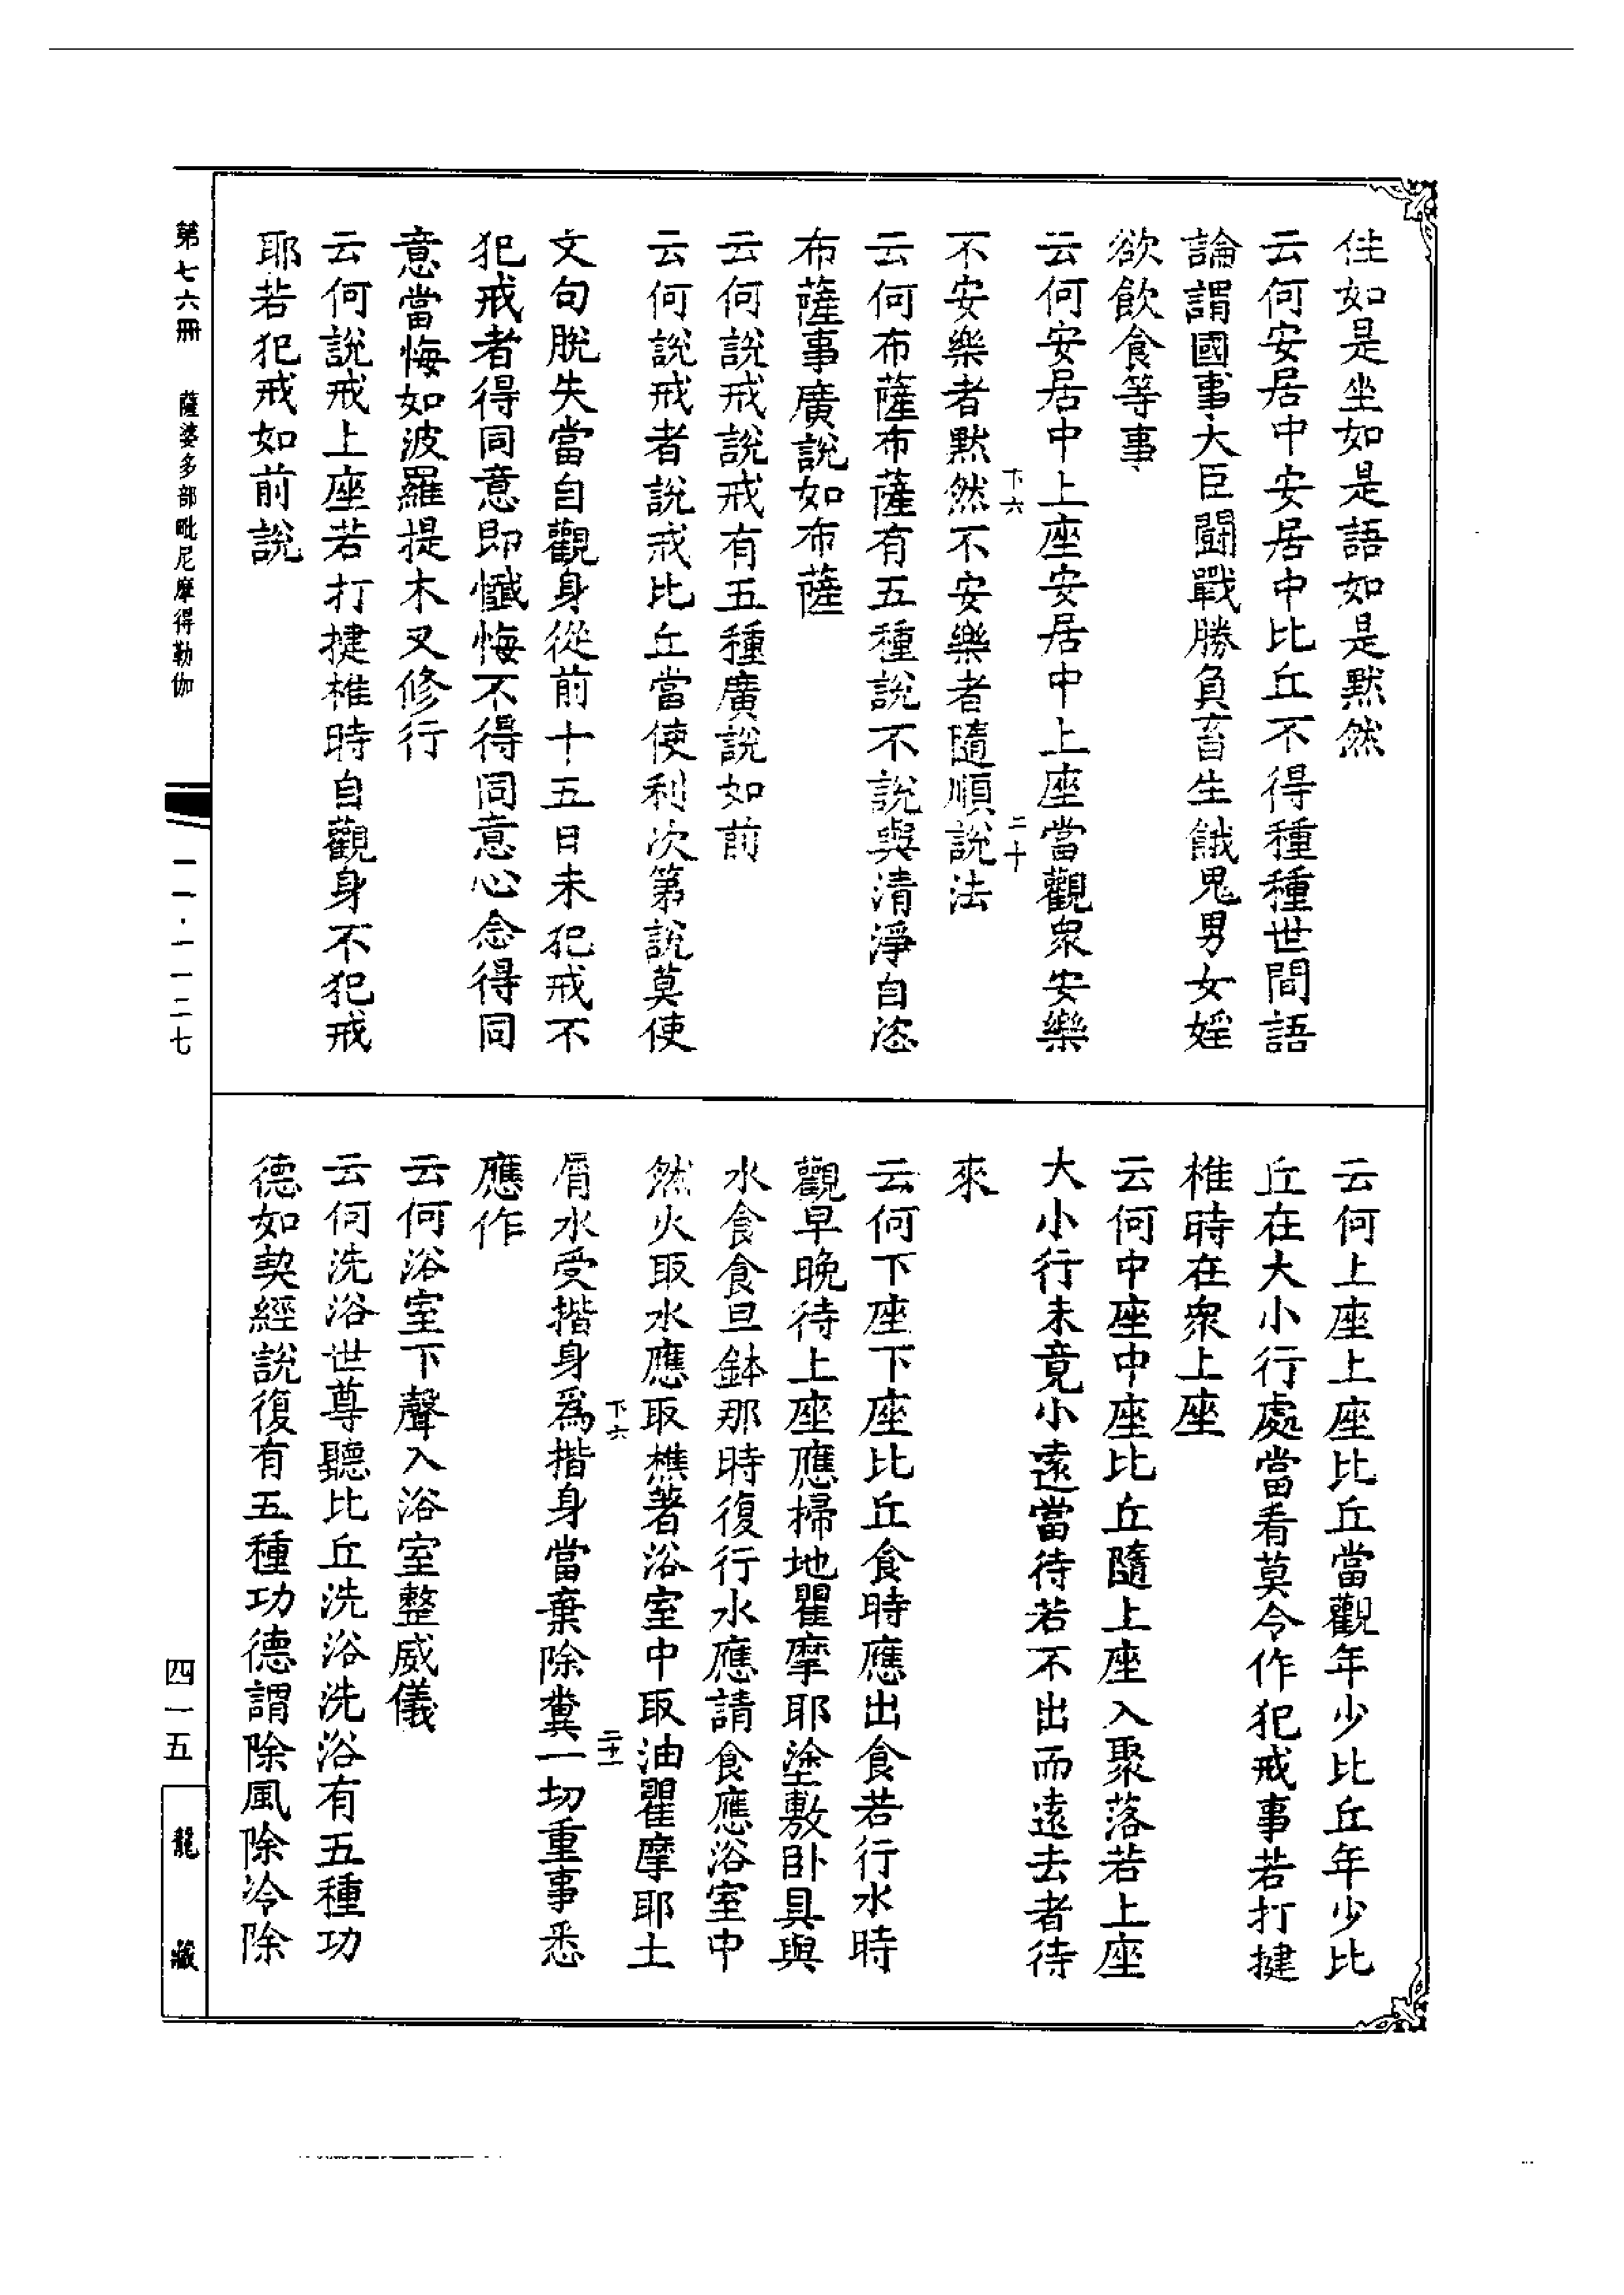 住如是坐如是語如是默然
云何安居中安居中比丘不得種種世間語
論謂國事大臣鬪戰勝負畜生餓鬼男女婬
欲飲食等事
云何安居中上座安居中上座當觀衆安樂
下六
二十
不安樂者默然不安樂者隨順說法
云何布薩布薩有五種說不說與清淨自恣
布薩事廣說如布薩
云何說戒說戒有五種廣說如前
云何說戒者說戒比丘當使利次第說莫使
文句脫失當自觀身從前十五日未犯戒不
犯戒者得同意即懺悔不得同意心念得同
意當悔如波羅提木叉修行
云何說戒上座若打揵椎時自觀身不犯戒
耶若犯戒如前說
云何上座上座比丘當觀年少比丘年少比
丘在大小行處當看莫令作犯戒事若打揵
椎時在衆上座
云何中座中座比丘隨上座入聚落若上座
大小行未竟小遠當待若不出而遠去者待
來
云何下座下座比丘食時應出食若行水時
觀早晚待上座應掃地瞿摩耶塗敷卧具與
水食食旦鉢那時復行水應請食應浴室中
然火取水應取樵著浴室中取油瞿摩耶土
下六
二十一
屑水受揩身爲揩身當棄除糞一切重事悉
應作
云何浴室下聲入浴室整威儀
云何洗浴世尊聽比丘洗浴洗浴有五種功
德如契經說復有五種功德謂除風除冷除
第七六冊 薩婆多部毗尼摩得勒伽
一一·一一二七
四一五
龍藏